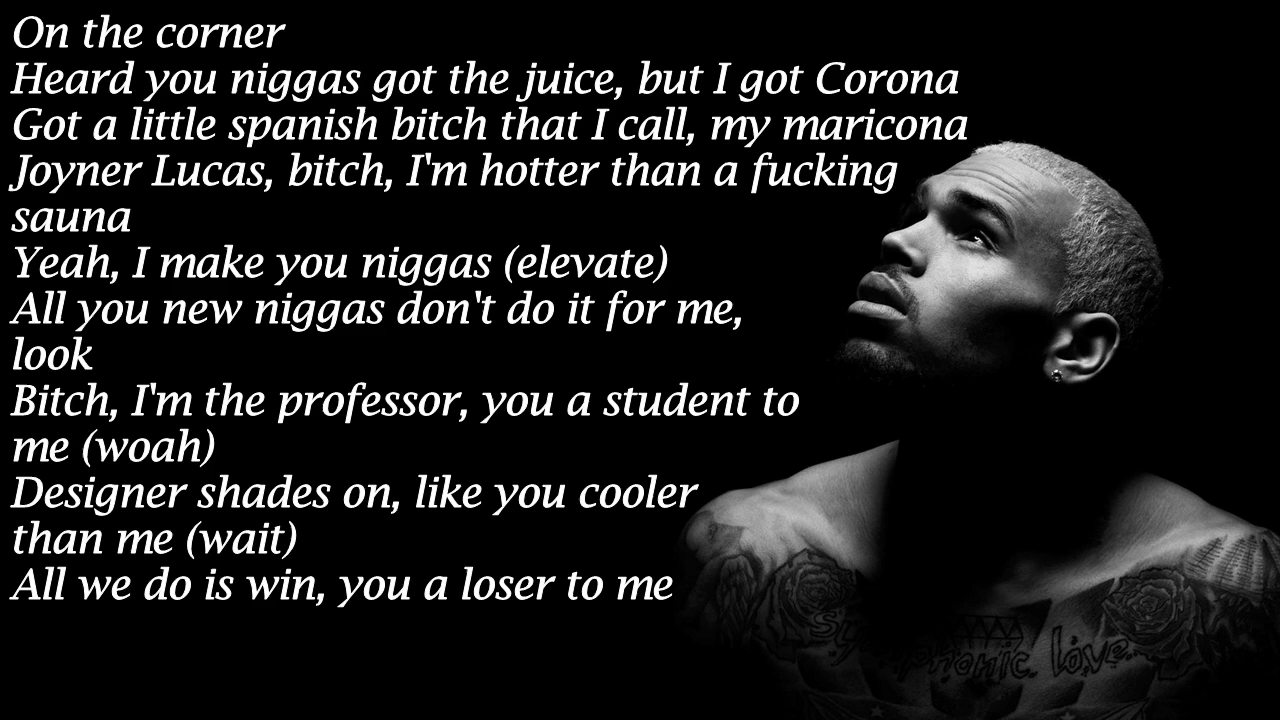 On the corner
Heard you niggas got the juice, but I got Corona
Got a little spanish bitch that I call, my maricona
Joyner Lucas, bitch, I'm hotter than a fucking
sauna
Yeah, I make you niggas (elevate)
All you new niggas don't do it for me,
look
Bitch, I'm the professor, you a student to
me (woah)
Designer shades on, like you cooler
than me (wait)
All we do is win, you a loser to me
love